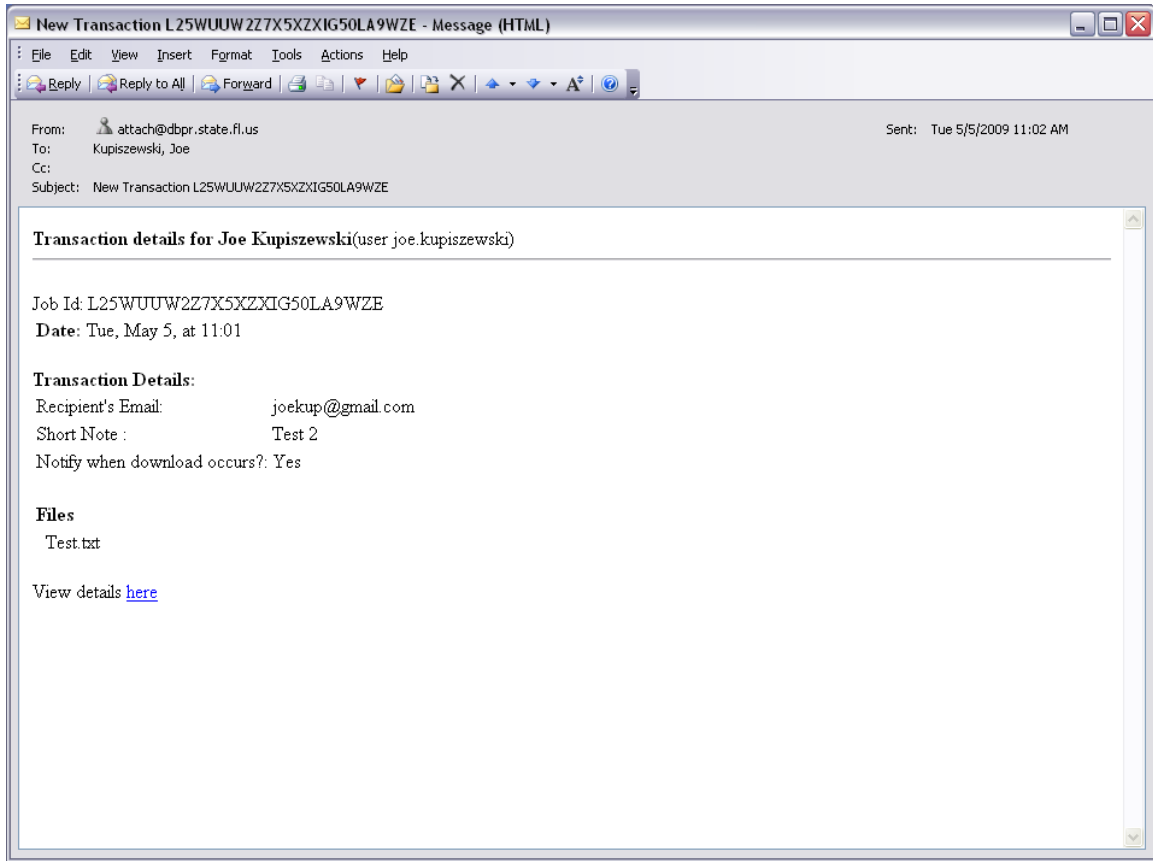 New Transaction L25WUUW2Z7X5XZXIG50LA9WZE - Message (HTML)
File Edit View Insert Format Tools Actions Help
Reply Reply to All Forward
From: attach@dbpr.state.fl.us Sent: Tue 5/5/2009 11:02 AM
To: Kupiszewski, Joe
Cc:
Subject: New Transaction L25WUUW2Z7X5XZXIG50LA9WZE
Transaction details for Joe Kupiszewski(user joe.kupiszewski)
Job Id: L25WUUW2Z7X5XZXIG50LA9WZE
Date: Tue, May 5, at 11:01
Transaction Details:
Recipient's Email: joekup@gmail.com
Short Note : Test 2
Notify when download occurs?: Yes
Files
Test.txt
View details here